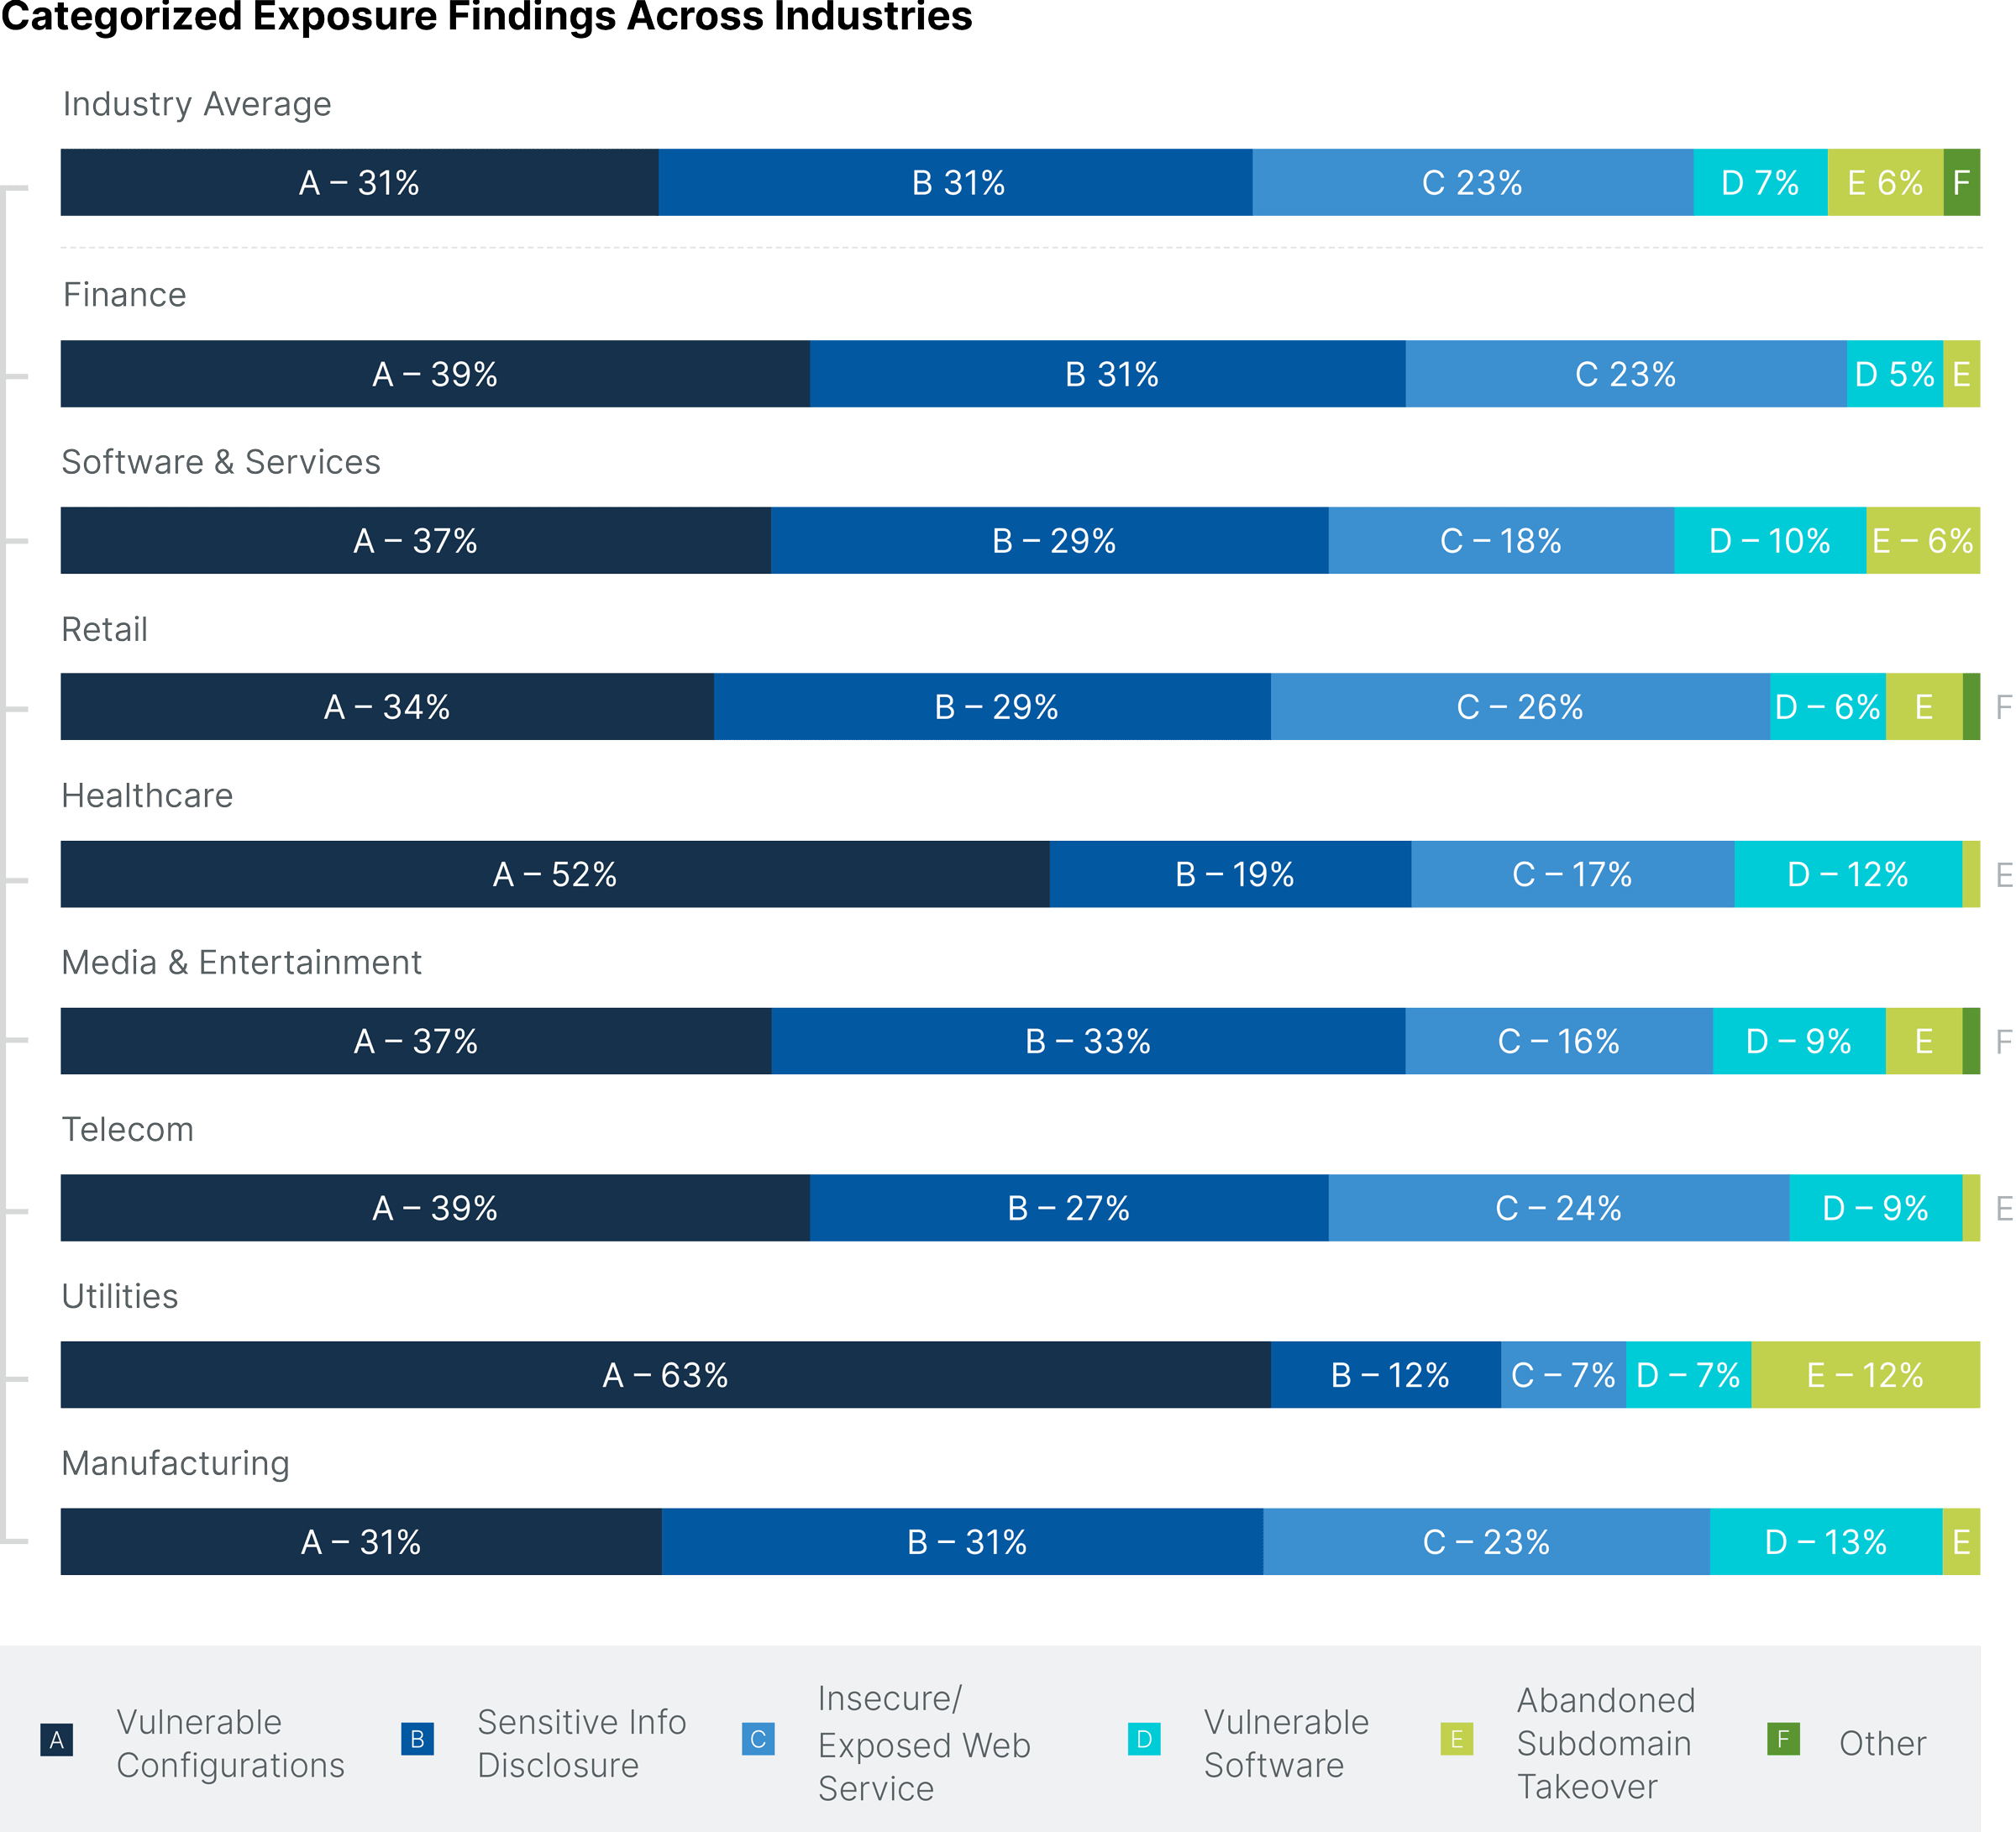 Categorized Exposure Findings Across Industries
Industry Average
A – 31% B 31% C 23% D 7% E 6% F
Finance
A – 39% B 31% C 23% D 5% E
Software & Services
A – 37% B – 29% C – 18% D – 10% E – 6%
Retail
A – 34% B – 29% C – 26% D – 6% E F
Healthcare
A – 52% B – 19% C – 17% D – 12% E
Media & Entertainment
A – 37% B – 33% C – 16% D – 9% E F
Telecom
A – 39% B – 27% C – 24% D – 9% E
Utilities
A – 63% B – 12% C – 7% D – 7% E – 12%
Manufacturing
A – 31% B – 31% C – 23% D – 13% E
A Vulnerable
Configurations
B Sensitive Info
Disclosure
C Insecure/
Exposed Web
Service
D Vulnerable
Software
E Abandoned
Subdomain
Takeover
F Other